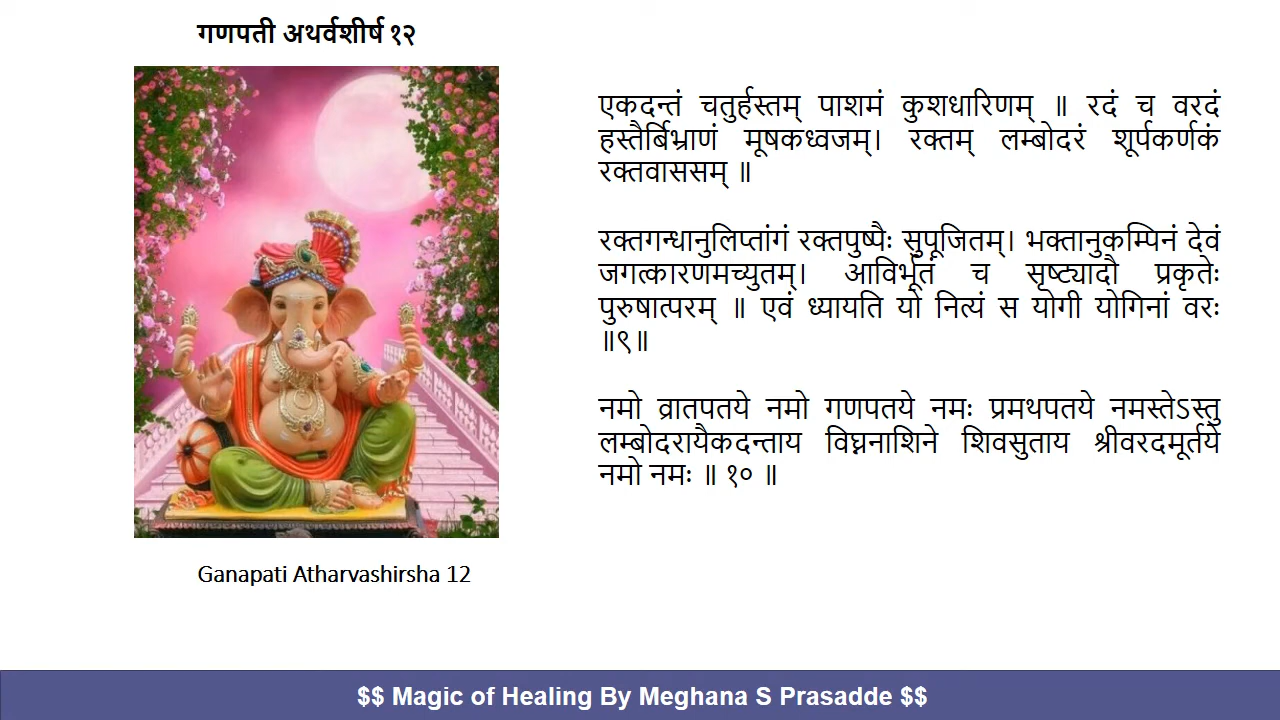 गणपती अथर्वशीर्ष १२
एकदन्तं चतुर्हस्तम् पाशमं कुशधारिणम् ॥ रदं च वरदं
हस्तैर्बिभ्राणं मूषकध्वजम्। रक्तम् लम्बोदरं शूर्पकर्णकं
रक्तवाससम् ॥
रक्तगन्धानुलिप्तांगं रक्तपुष्पैः सुपूजितम्। भक्तानुकम्पिनं देवं
जगत्कारणमच्युतम्। आविर्भूतं च सृष्ट्यादौ प्रकृतेः
पुरुषात्परम् ॥ एवं ध्यायति यो नित्यं स योगी योगिनां वरः
॥९॥
नमो व्रातपतये नमो गणपतये नमः प्रमथपतये नमस्तेऽस्तु
लम्बोदरायैकदन्ताय विघ्ननाशिने शिवसुताय श्रीवरदमूर्तये
नमो नमः ॥ १० ॥
Ganapati Atharvashirsha 12
$$ Magic of Healing By Meghana S Prasadde $$